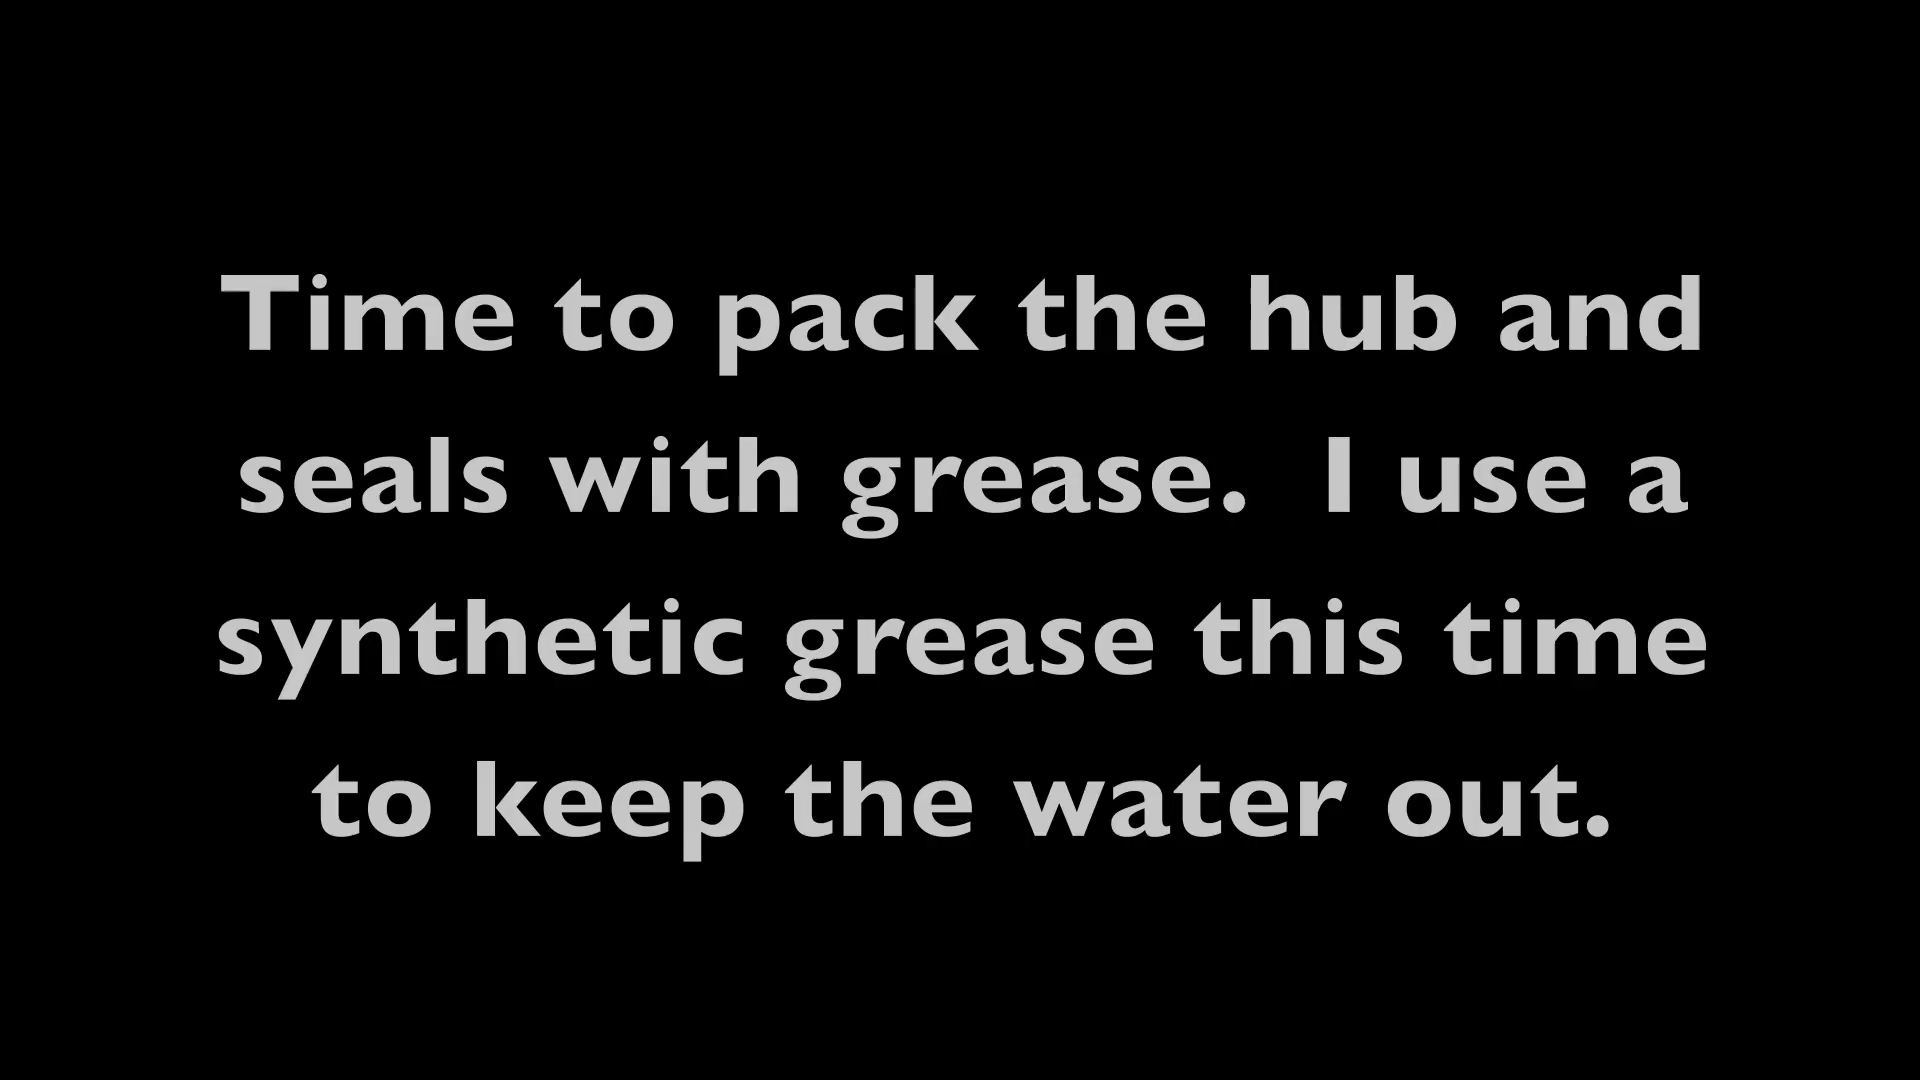 Time to pack the hub and
seals with grease.  I use a
synthetic grease this time
to keep the water out.